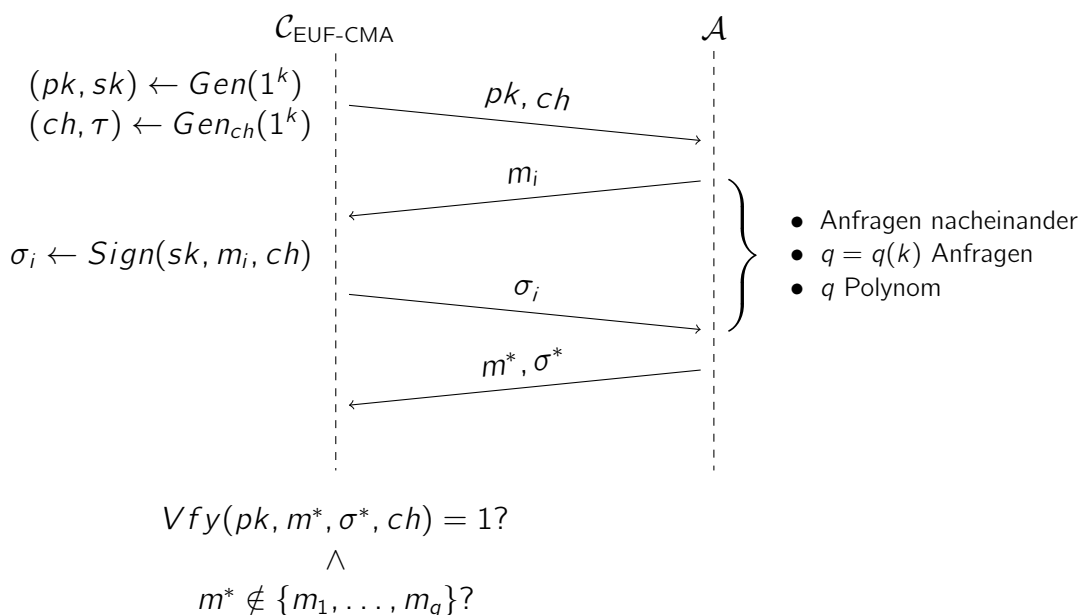 𝒞_EUF-CMA 𝒜
(pk, sk) ← Gen(1^k)
(ch, τ) ← Gen_ch(1^k)
pk, ch
m_i
σ_i ← Sign(sk, m_i, ch)
σ_i
m*, σ*
• Anfragen nacheinander
• q = q(k) Anfragen
• q Polynom
Vfy(pk, m*, σ*, ch) = 1?
∧
m* ∉ {m_1, . . . , m_q}?